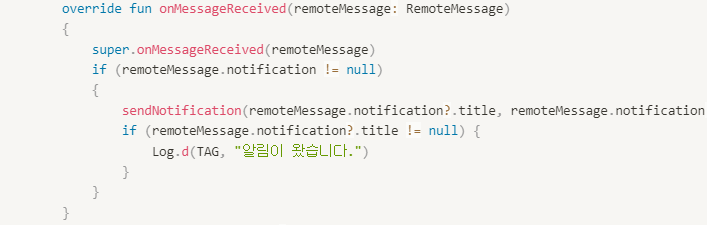 override fun onMessageReceived(remoteMessage: RemoteMessage)
{
super.onMessageReceived(remoteMessage)
if (remoteMessage.notification != null)
{
sendNotification(remoteMessage.notification?.title, remoteMessage.notification
if (remoteMessage.notification?.title != null) {
Log.d(TAG, "알림이 왔습니다.")
}
}
}